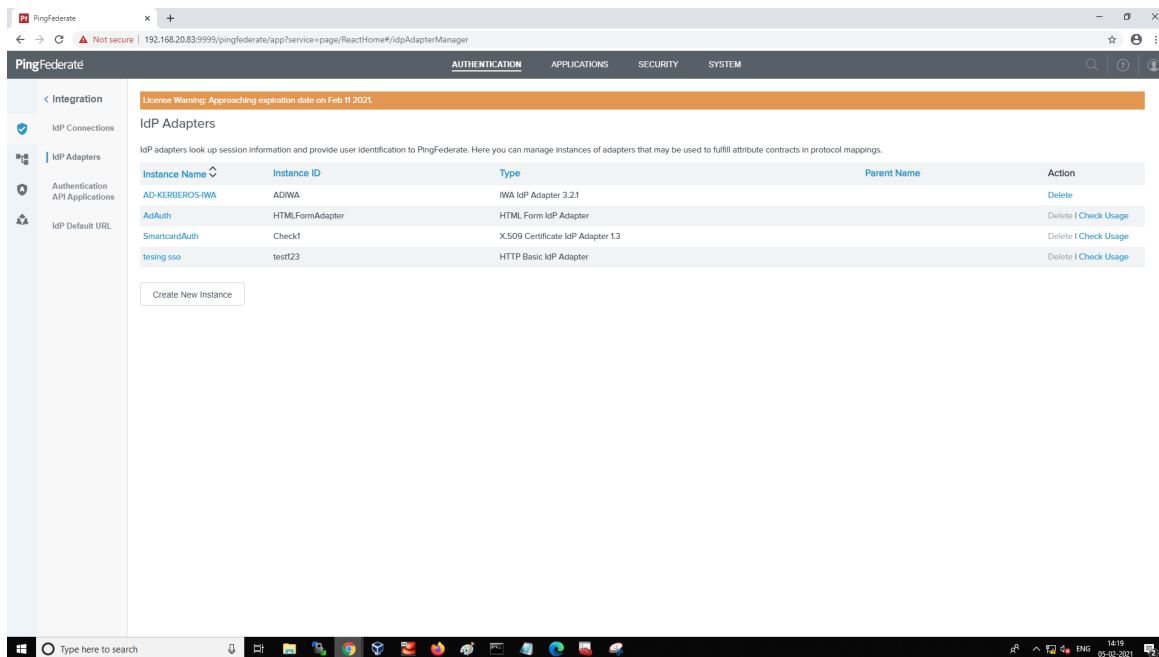 PingFederate
Not secure | 192.168.20.83:9999/pingfederate/app?service=page/ReactHome#/idpAdapterManager
PingFederate AUTHENTICATION APPLICATIONS SECURITY SYSTEM
Integration
IdP Connections
IdP Adapters
Authentication
API Applications
IdP Default URL
License Warning: Approaching expiration date on Feb 11 2021.
IdP Adapters
IdP adapters look up session information and provide user identification to PingFederate. Here you can manage instances of adapters that may be used to fulfill attribute contracts in protocol mappings.
Instance Name Instance ID Type Parent Name Action
AD-KERBEROS-IWA ADIWA IWA IdP Adapter 3.2.1 Delete
AdAuth HTMLFormAdapter HTML Form IdP Adapter Delete | Check Usage
SmartcardAuth Check1 X.509 Certificate IdP Adapter 1.3 Delete | Check Usage
tesing sso test123 HTTP Basic IdP Adapter Delete | Check Usage
Create New Instance
Type here to search
ENG
14:19
05-02-2021